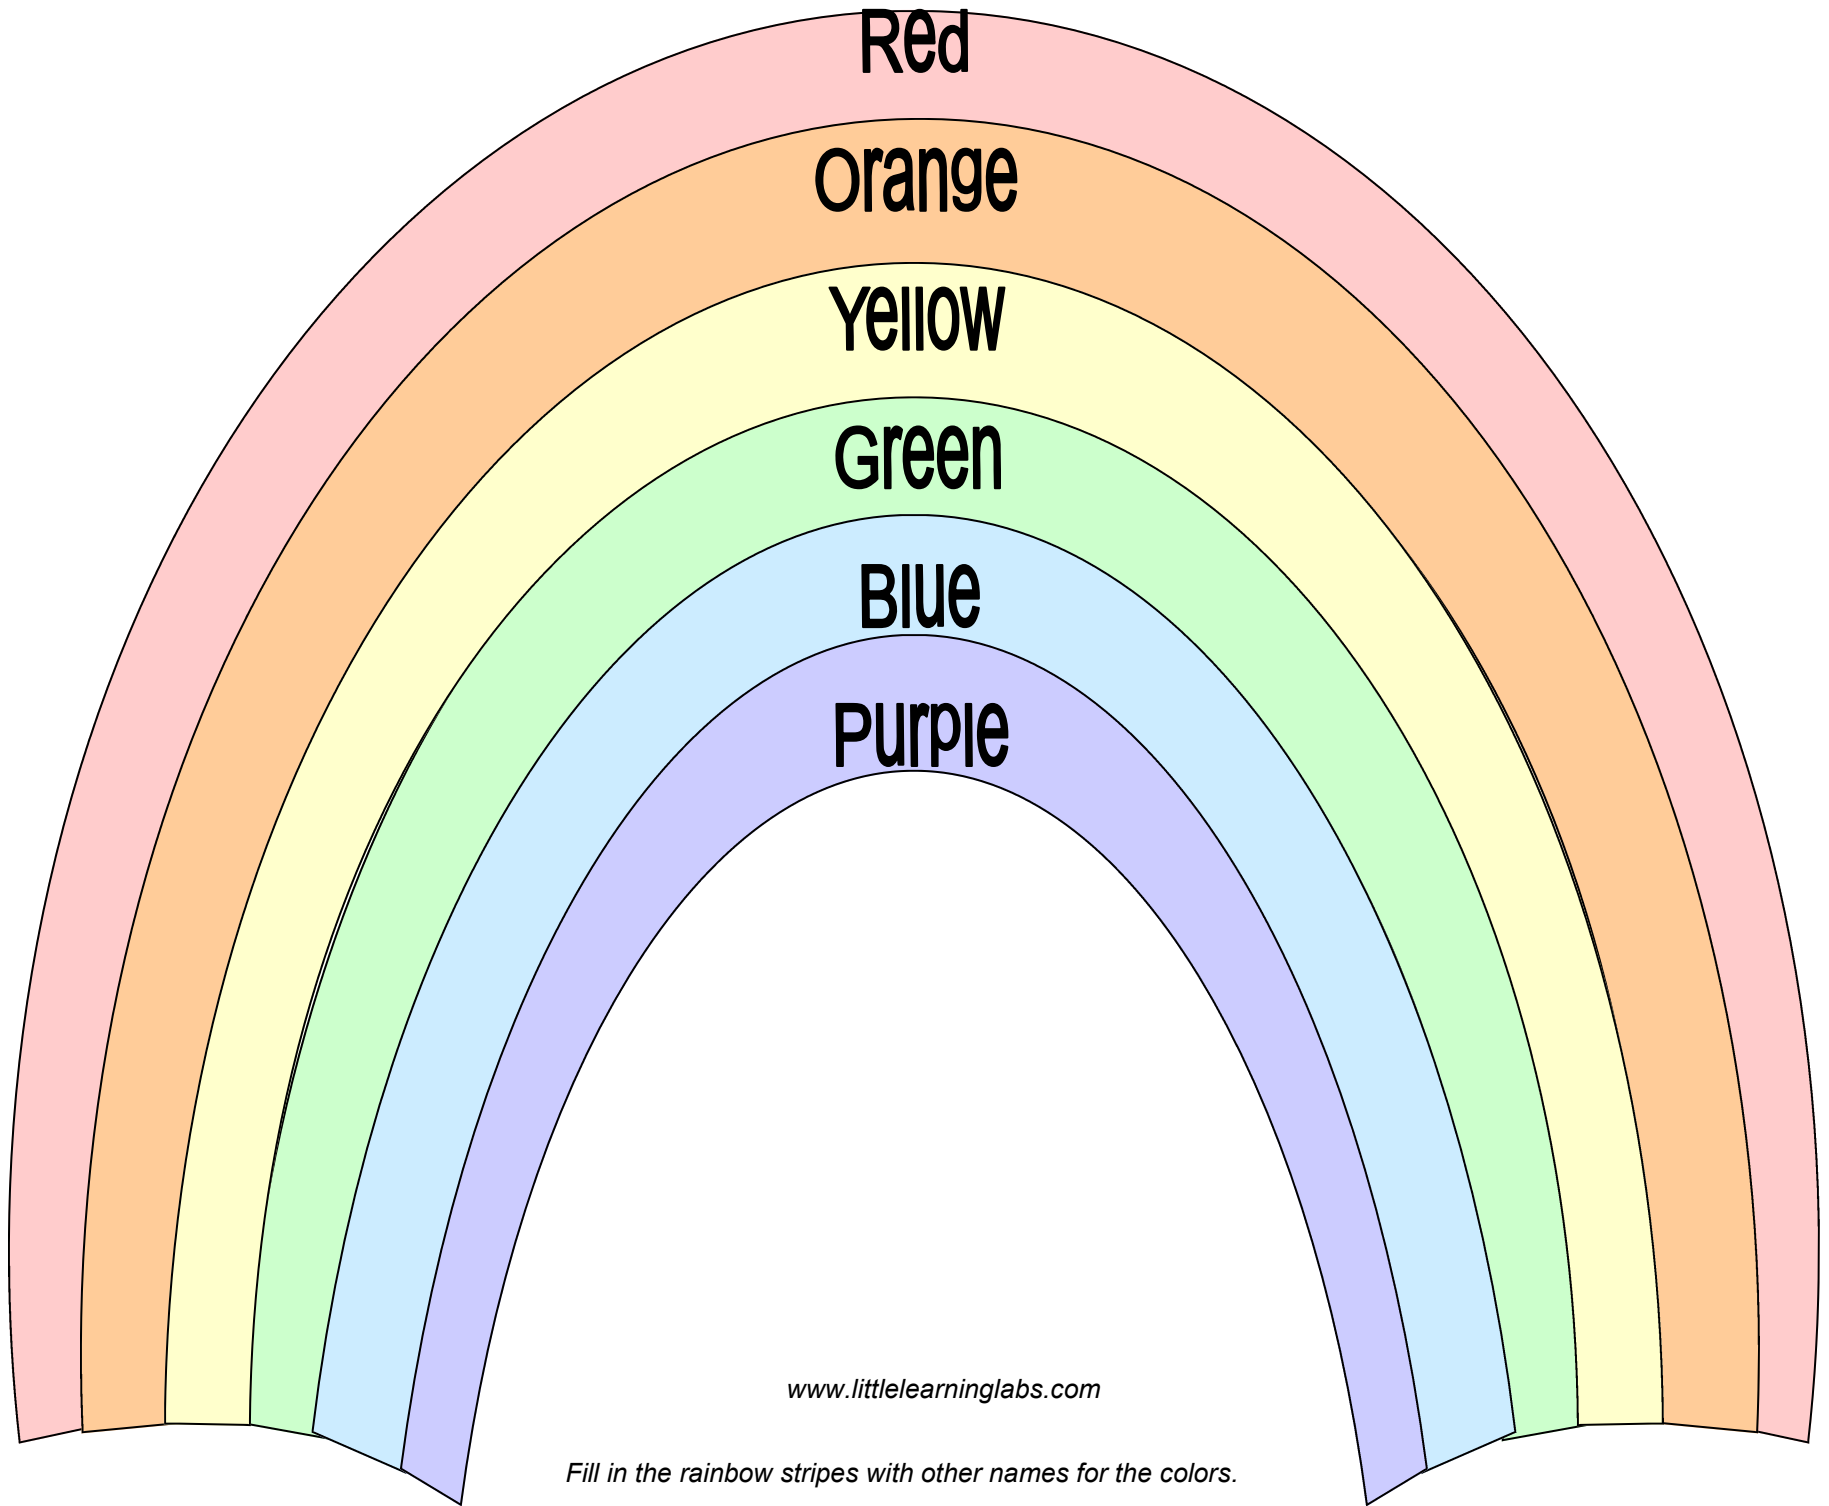 Red
Orange
Yellow
Green
Blue
Purple
www.littlelearninglabs.com
Fill in the rainbow stripes with other names for the colors.